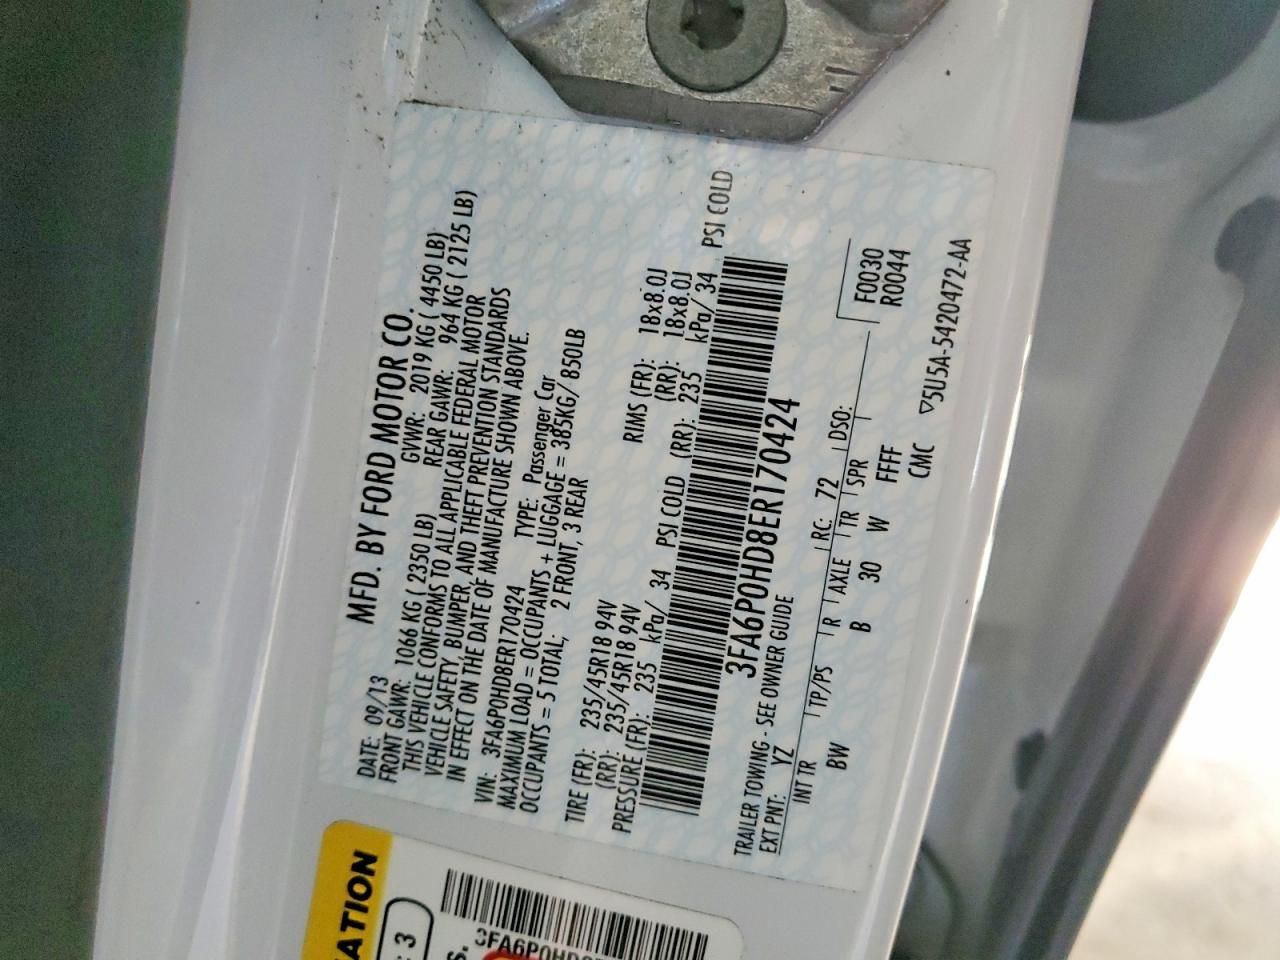 MFD. BY FORD MOTOR CO.
DATE: 09/13 GVWR: 2019 KG ( 4450 LB)
FRONT GAWR: 1066 KG ( 2350 LB) REAR GAWR: 964 KG ( 2125 LB)
THIS VEHICLE CONFORMS TO ALL APPLICABLE FEDERAL MOTOR
VEHICLE SAFETY, BUMPER, AND THEFT PREVENTION STANDARDS
IN EFFECT ON THE DATE OF MANUFACTURE SHOWN ABOVE.
VIN: 3FA6P0HD8ER170424 TYPE: Passenger Car
MAXIMUM LOAD = OCCUPANTS + LUGGAGE = 385KG/ 850LB
OCCUPANTS = 5 TOTAL; 2 FRONT, 3 REAR
TIRE (FR): 235/45R18 94V RIMS (FR): 18x8.0J
(RR): 235/45R18 94V (RR): 18x8.0J
PRESSURE (FR): 235 kPa/ 34 PSI COLD (RR): 235 kPa/ 34 PSI COLD
3FA6P0HD8ER170424
TRAILER TOWING - SEE OWNER GUIDE
EXT PNT: YZ RC: 72 DSO: F0030
R0044
INT TR TP/PS R AXLE TR SPR
BW B 30 W FFFF
CMC ▽5U5A-5420472-AA
: 3
S.